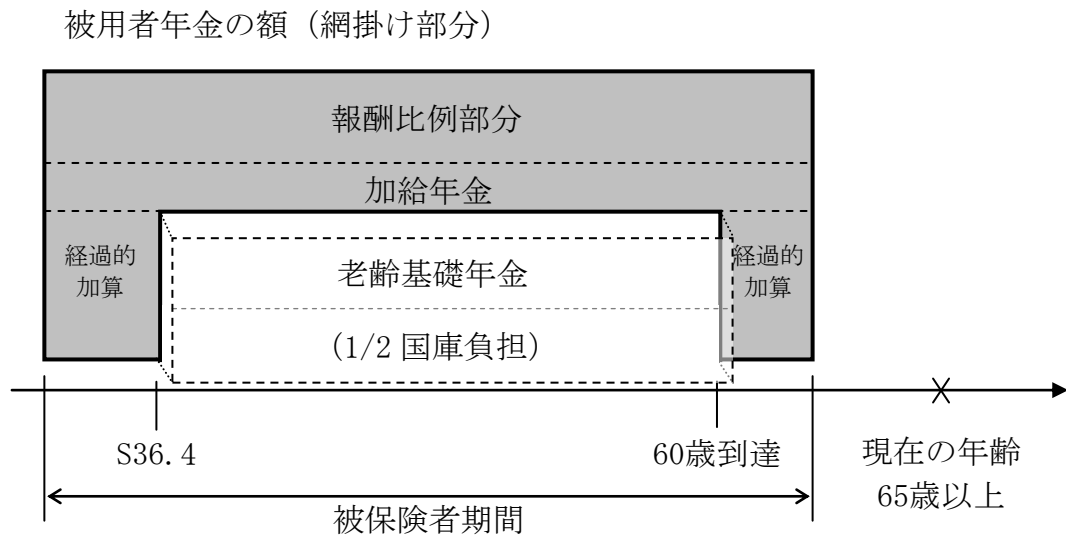 被用者年金の額（網掛け部分）
報酬比例部分
加給年金
経過的
加算
老齢基礎年金
(1/2 国庫負担)
経過的
加算
S36.4
60歳到達
現在の年齢
65歳以上
被保険者期間